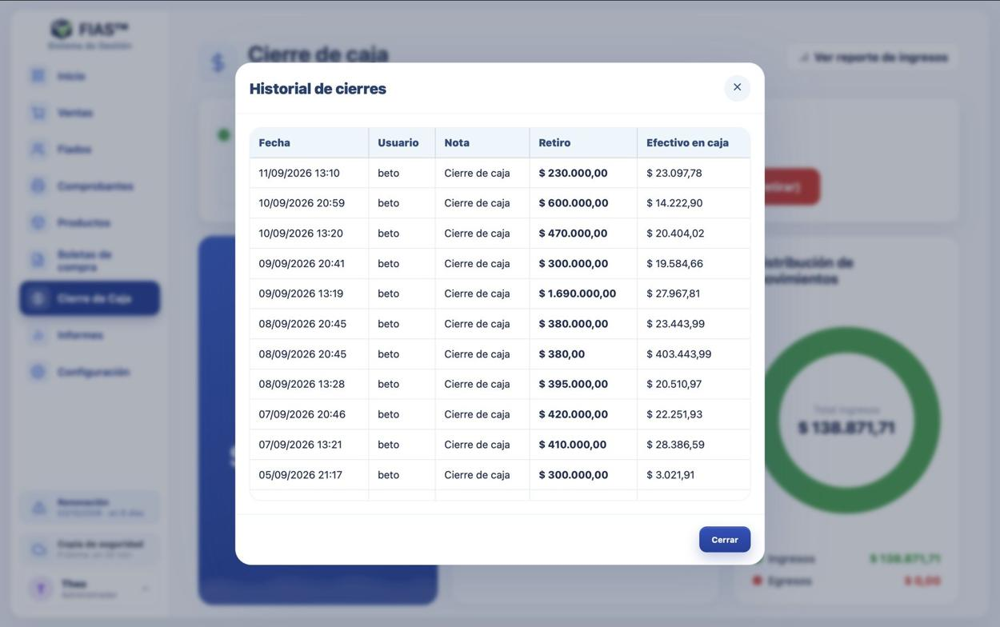 FIAS™
Sistema de Gestión
Inicio
Ventas
Fiados
Comprobantes
Productos
Boletas de
compra
Cierre de Caja
Informes
Configuración
Renovación
Copia de seguridad
Theo
Administrador
Cierre de caja
Ver reporte de ingresos
Historial de cierres
Fecha Usuario Nota Retiro Efectivo en caja
11/09/2026 13:10 beto Cierre de caja $ 230.000,00 $ 23.097,78
10/09/2026 20:59 beto Cierre de caja $ 600.000,00 $ 14.222,90
10/09/2026 13:20 beto Cierre de caja $ 470.000,00 $ 20.404,02
09/09/2026 20:41 beto Cierre de caja $ 300.000,00 $ 19.584,66
09/09/2026 13:19 beto Cierre de caja $ 1.690.000,00 $ 27.967,81
08/09/2026 20:45 beto Cierre de caja $ 380.000,00 $ 23.443,99
08/09/2026 20:45 beto Cierre de caja $ 380,00 $ 403.443,99
08/09/2026 13:28 beto Cierre de caja $ 395.000,00 $ 20.510,97
07/09/2026 20:46 beto Cierre de caja $ 420.000,00 $ 22.251,93
07/09/2026 13:21 beto Cierre de caja $ 410.000,00 $ 28.386,59
05/09/2026 21:17 beto Cierre de caja $ 300.000,00 $ 3.021,91
Cerrar
Total ingresos
$ 138.871,71
Ingresos $ 138.871,71
Egresos $ 0,00